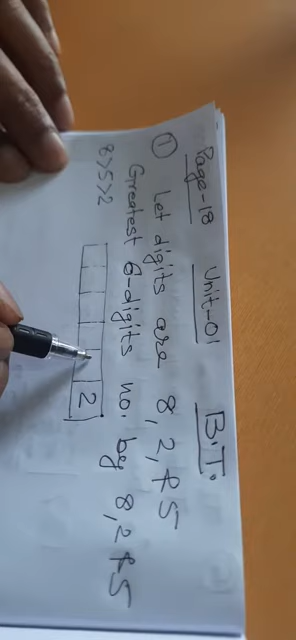 Page-18 Unit-01 B.T.
① Let digits are 8, 2, & 5
Greatest 6-digits no. by 8, 2 & 5
8>5>2
2